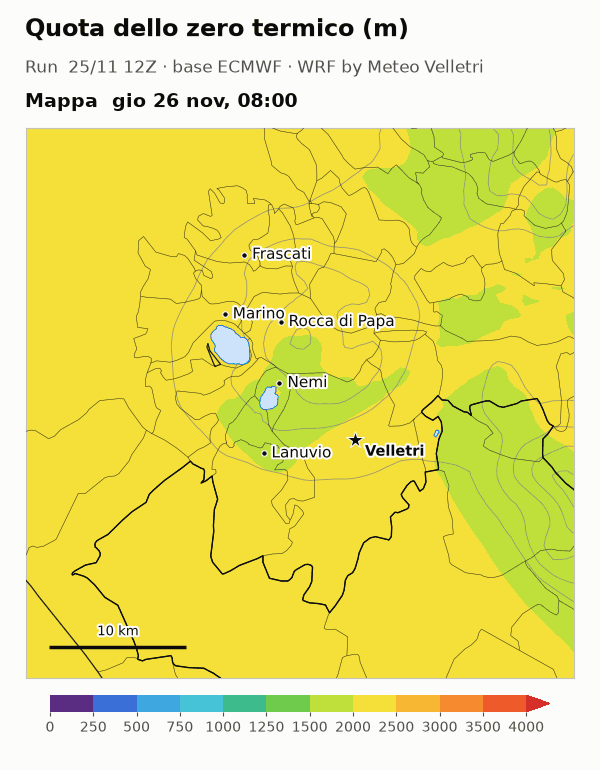 Quota dello zero termico (m)
Run  25/11 12Z · base ECMWF · WRF by Meteo Velletri
Mappa  gio 26 nov, 08:00
Frascati
Marino
Rocca di Papa
Nemi
Velletri
Lanuvio
10 km
0 250 500 750 1000 1250 1500 2000 2500 3000 3500 4000